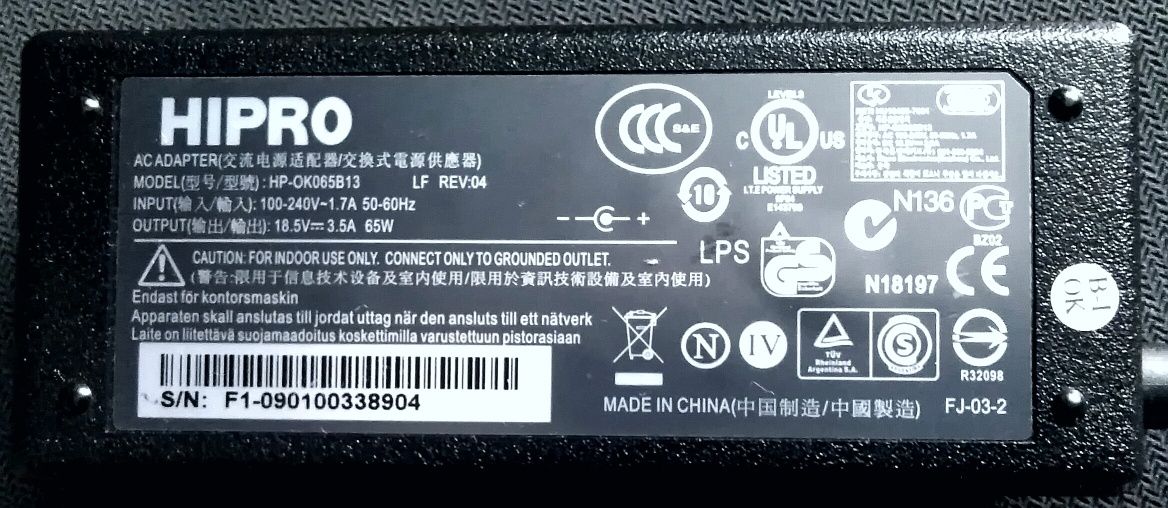 HIPRO
AC ADAPTER(交流电源适配器/交換式電源供應器)
MODEL(型号/型號) : HP-OK065B13 LF REV:04
INPUT(输入/輸入): 100-240V~1.7A 50-60Hz
OUTPUT(输出/輸出): 18.5V⎓3.5A 65W
CAUTION: FOR INDOOR USE ONLY. CONNECT ONLY TO GROUNDED OUTLET.
(警告:限用于信息技术设备及室内使用/限用於資訊技術設備及室內使用)
Endast för kontorsmaskin
Apparaten skall anslutas till jordat uttag när den ansluts till ett nätverk
Laite on liitettävä suojamaadoitus koskettimilla varustettuun pistorasiaan
S/N: F1-090100338904
CCC S&E
LEVEL3
C UL US
LISTED
I.T.E POWER SUPPLY
10
LPS
N136
BZ02
N18197
CE
N
IV
TÜV
Rheinland
Argentina S.A.
S
R32098
MADE IN CHINA(中国制造/中國製造) FJ-03-2
B-I
OK